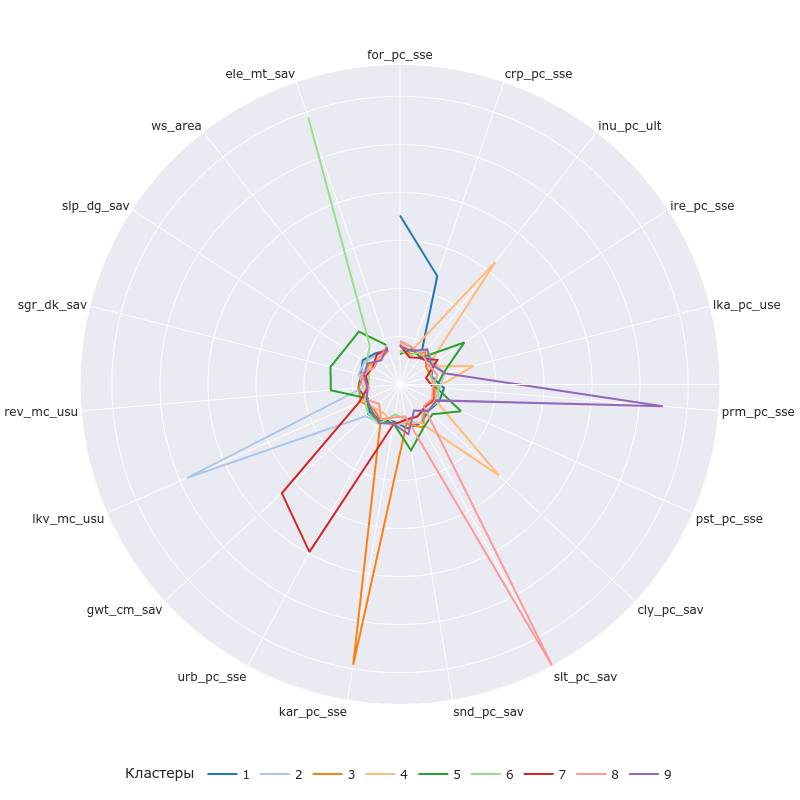 for_pc_sse
crp_pc_sse
inu_pc_ult
ire_pc_sse
lka_pc_use
prm_pc_sse
pst_pc_sse
cly_pc_sav
slt_pc_sav
snd_pc_sav
kar_pc_sse
urb_pc_sse
gwt_cm_sav
lkv_mc_usu
rev_mc_usu
sgr_dk_sav
slp_dg_sav
ws_area
ele_mt_sav
Кластеры 1 2 3 4 5 6 7 8 9